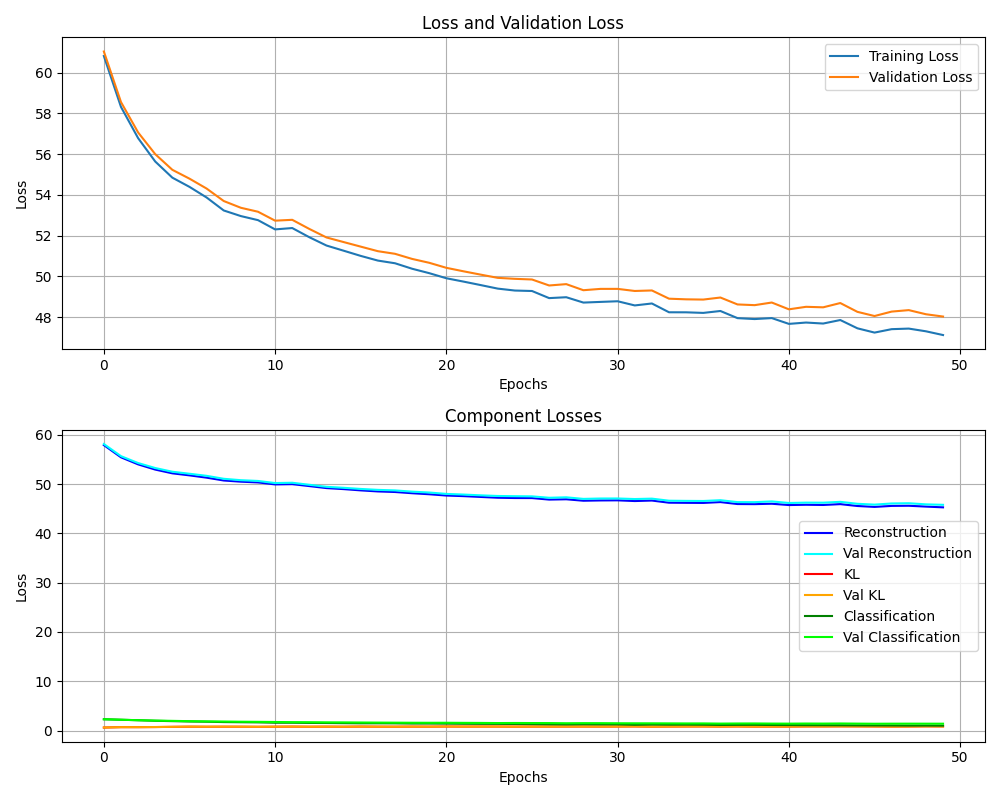 Loss and Validation Loss
Loss
60
58
56
54
52
50
48
Training Loss
Validation Loss
0 10 20 30 40 50
Epochs
Component Losses
Loss
60
50
40
30
20
10
0
Reconstruction
Val Reconstruction
KL
Val KL
Classification
Val Classification
0 10 20 30 40 50
Epochs